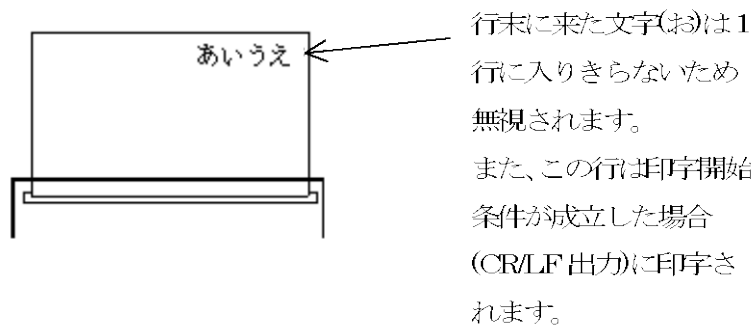 あいうえ
行末に来た文字(お)は1
行に入りきらないため
無視されます。
また、この行は印字開始
条件が成立した場合
(CR/LF 出力)に印字さ
れます。